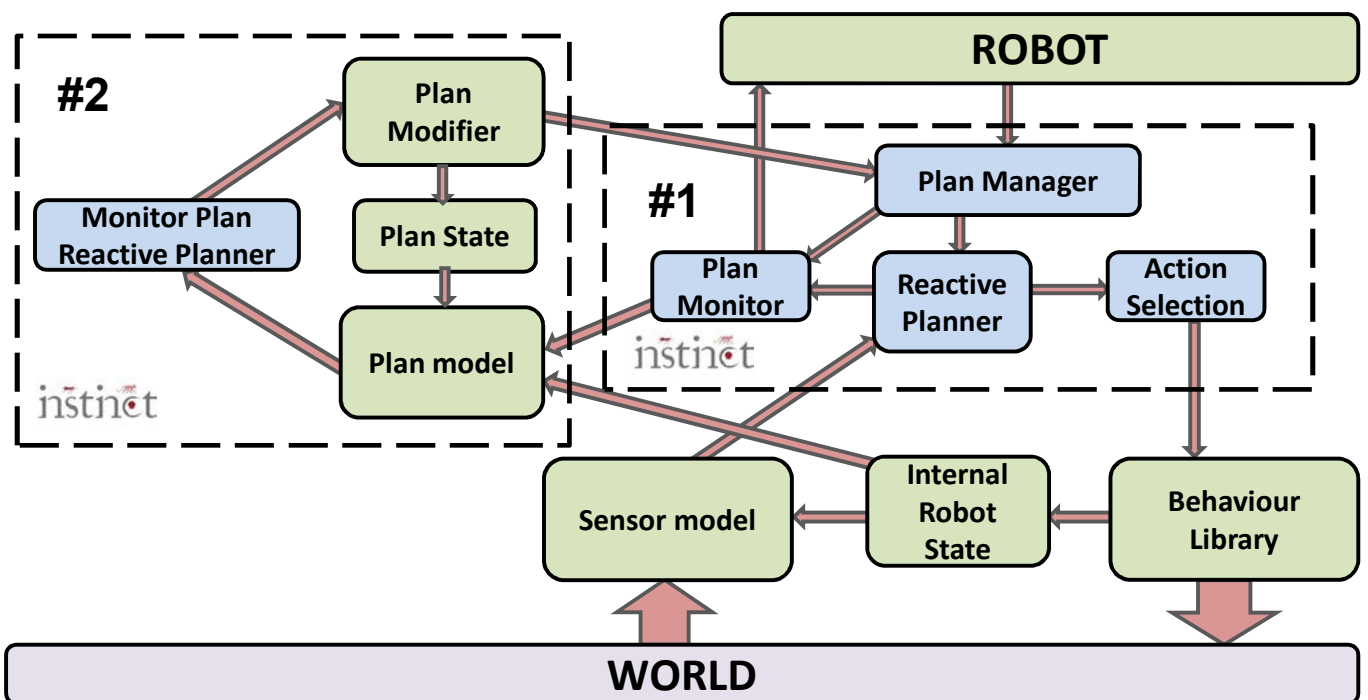 ROBOT
#2
Plan
Modifier
Plan Manager
#1
Monitor Plan
Reactive Planner
Plan State
Plan
Monitor
Reactive
Planner
Action
Selection
Plan model
instinct
instinct
Sensor model
Internal
Robot
State
Behaviour
Library
WORLD